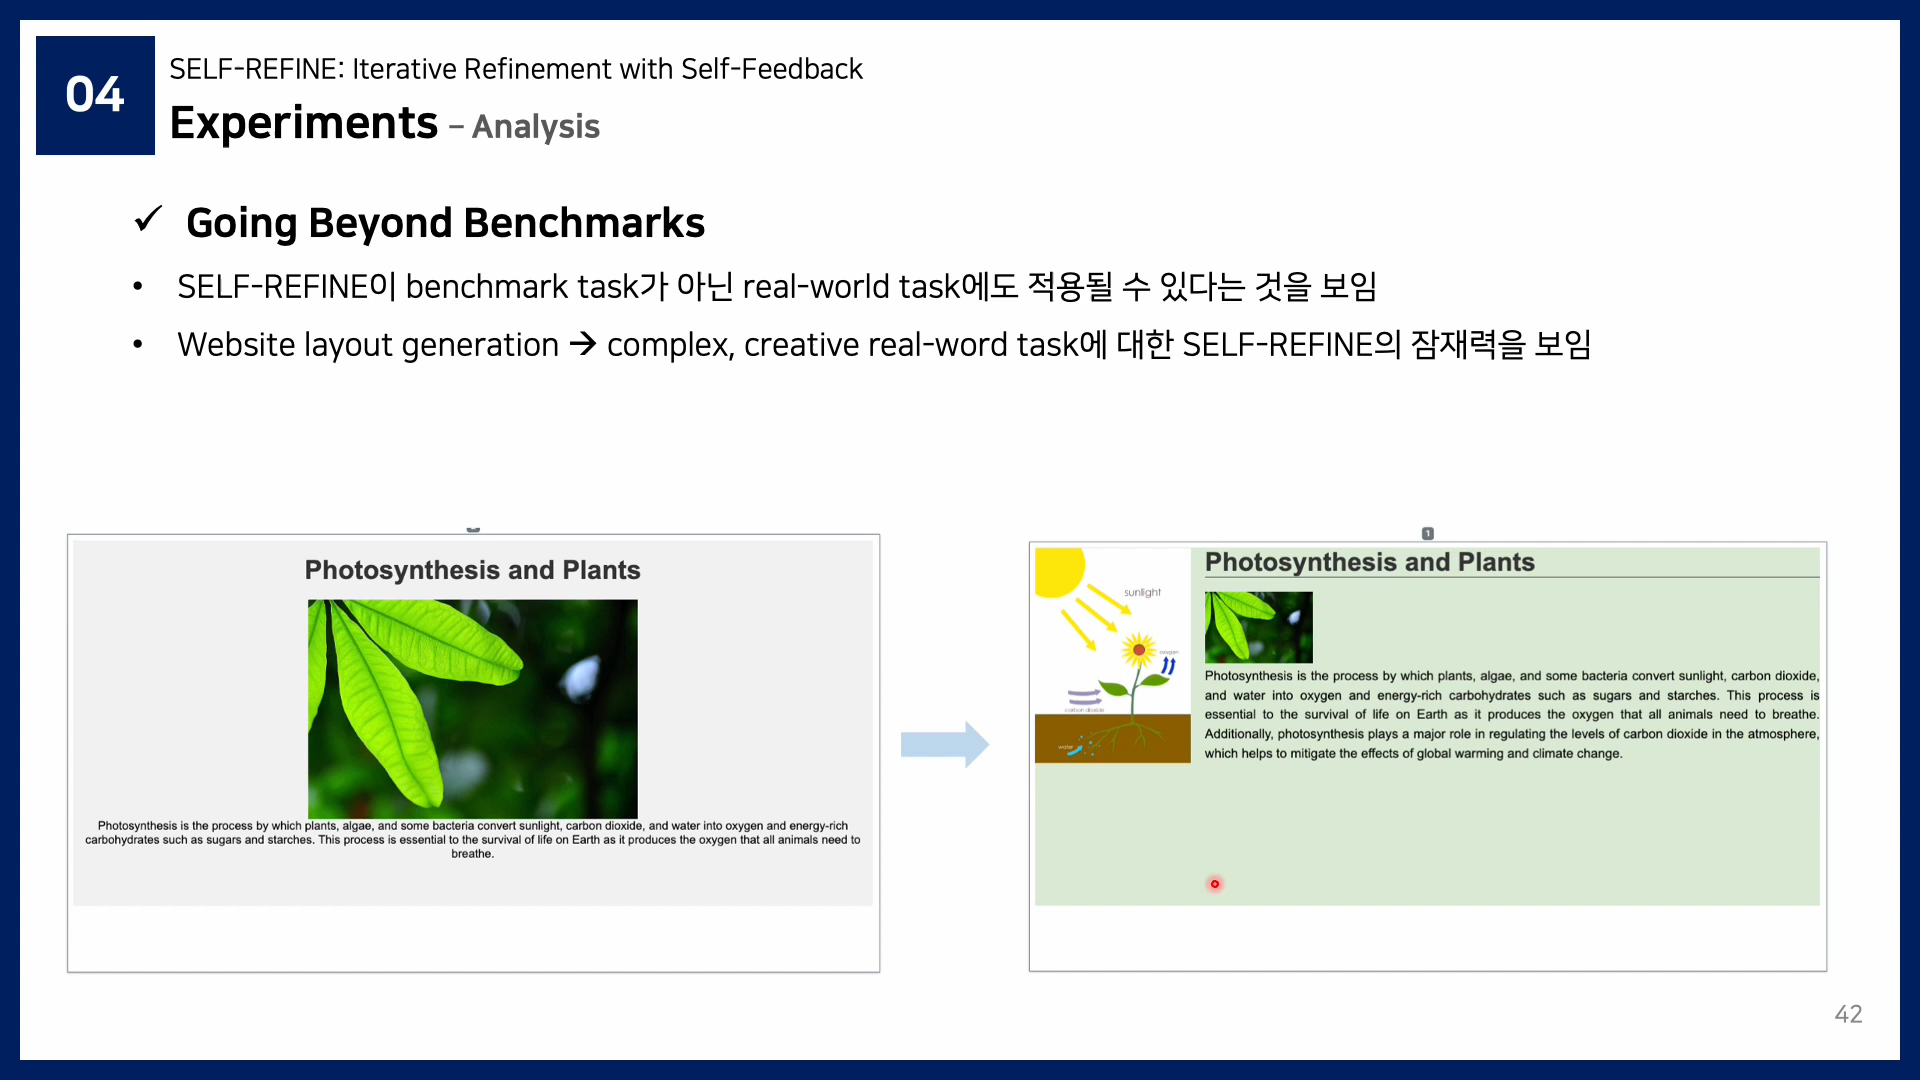 04
SELF-REFINE: Iterative Refinement with Self-Feedback
Experiments – Analysis
✓ Going Beyond Benchmarks
• SELF-REFINE이 benchmark task가 아닌 real-world task에도 적용될 수 있다는 것을 보임
• Website layout generation → complex, creative real-word task에 대한 SELF-REFINE의 잠재력을 보임
Photosynthesis and Plants
Photosynthesis is the process by which plants, algae, and some bacteria convert sunlight, carbon dioxide, and water into oxygen and energy-rich
carbohydrates such as sugars and starches. This process is essential to the survival of life on Earth as it produces the oxygen that all animals need to
breathe.
1
sunlight
oxygen
carbon dioxide
water
Photosynthesis and Plants
Photosynthesis is the process by which plants, algae, and some bacteria convert sunlight, carbon dioxide,
and water into oxygen and energy-rich carbohydrates such as sugars and starches. This process is
essential to the survival of life on Earth as it produces the oxygen that all animals need to breathe.
Additionally, photosynthesis plays a major role in regulating the levels of carbon dioxide in the atmosphere,
which helps to mitigate the effects of global warming and climate change.
42